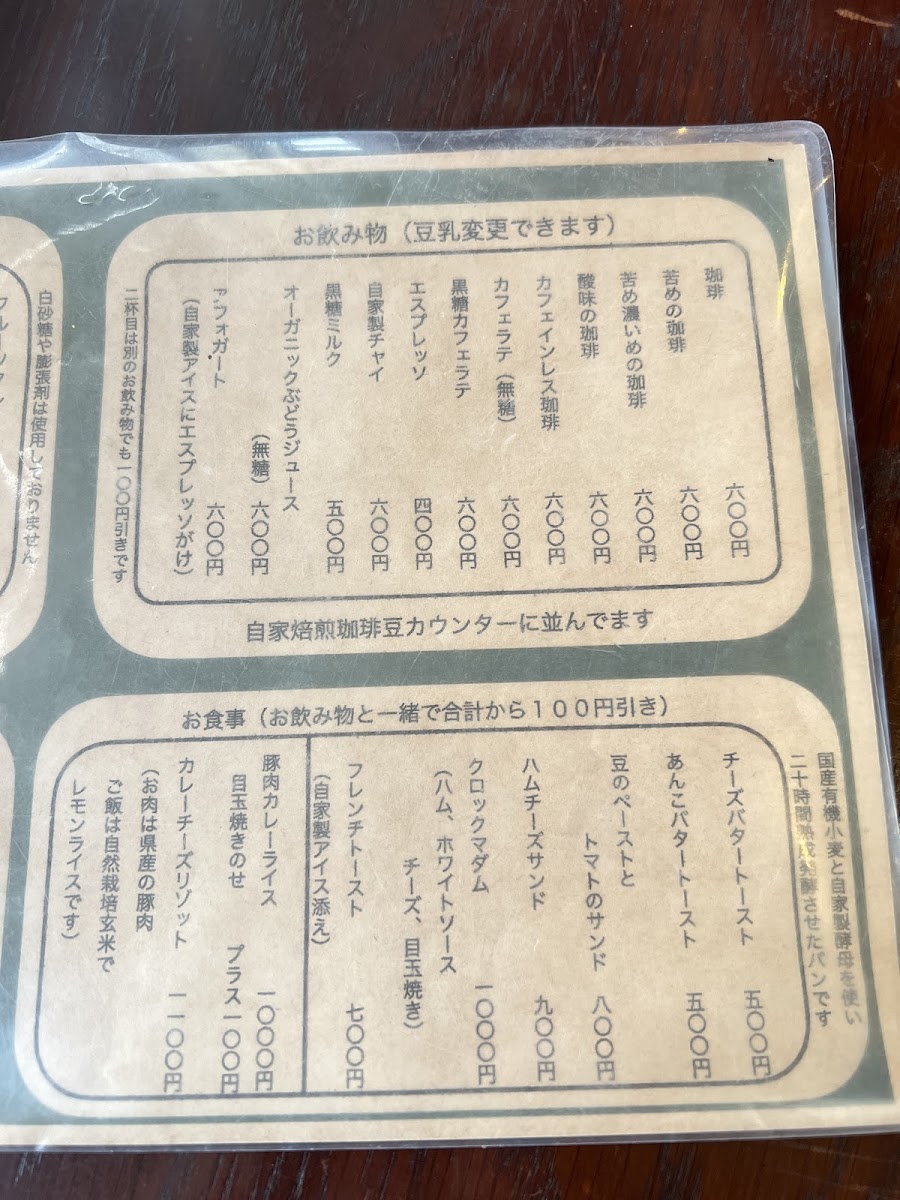 お飲み物（豆乳変更できます）
珈琲 六〇〇円
苦めの珈琲 六〇〇円
苦め濃いめの珈琲 六〇〇円
酸味の珈琲 六〇〇円
カフェインレス珈琲 六〇〇円
カフェラテ（無糖） 六〇〇円
黒糖カフェラテ 六〇〇円
エスプレッソ 四〇〇円
自家製チャイ 六〇〇円
黒糖ミルク 五〇〇円
オーガニックぶどうジュース
（無糖） 六〇〇円
フォガート 六〇〇円
（自家製アイスにエスプレッソがけ）
二杯目は別のお飲み物でも一〇〇円引きです
自家焙煎珈琲豆カウンターに並んでます
白砂糖や膨張剤は使用しておりません
国産有機小麦と自家製酵母を使い
二十時間熟成発酵させたパンです
お食事（お飲み物と一緒で合計から１００円引き）
チーズバタートースト 五〇〇円
あんこバタートースト 五〇〇円
豆のペーストと
トマトのサンド 八〇〇円
ハムチーズサンド 九〇〇円
クロックマダム 一〇〇〇円
（ハム、ホワイトソース
チーズ、目玉焼き）
フレンチトースト 七〇〇円
（自家製アイス添え）
豚肉カレーライス 一〇〇〇円
目玉焼きのせ プラス一〇〇円
カレーチーズリゾット 一一〇〇円
（お肉は県産の豚肉
ご飯は自然栽培玄米で
レモンライスです）